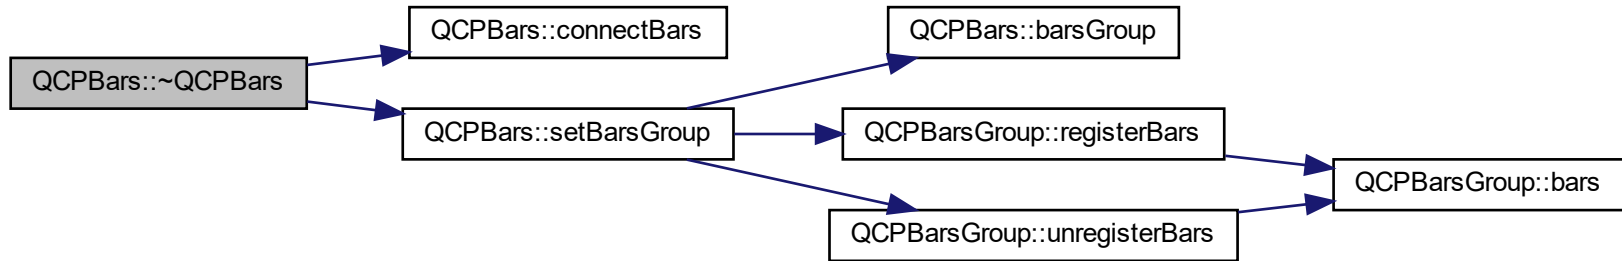 QCPBars::~QCPBars
QCPBars::connectBars
QCPBars::setBarsGroup
QCPBars::barsGroup
QCPBarsGroup::registerBars
QCPBarsGroup::unregisterBars
QCPBarsGroup::bars